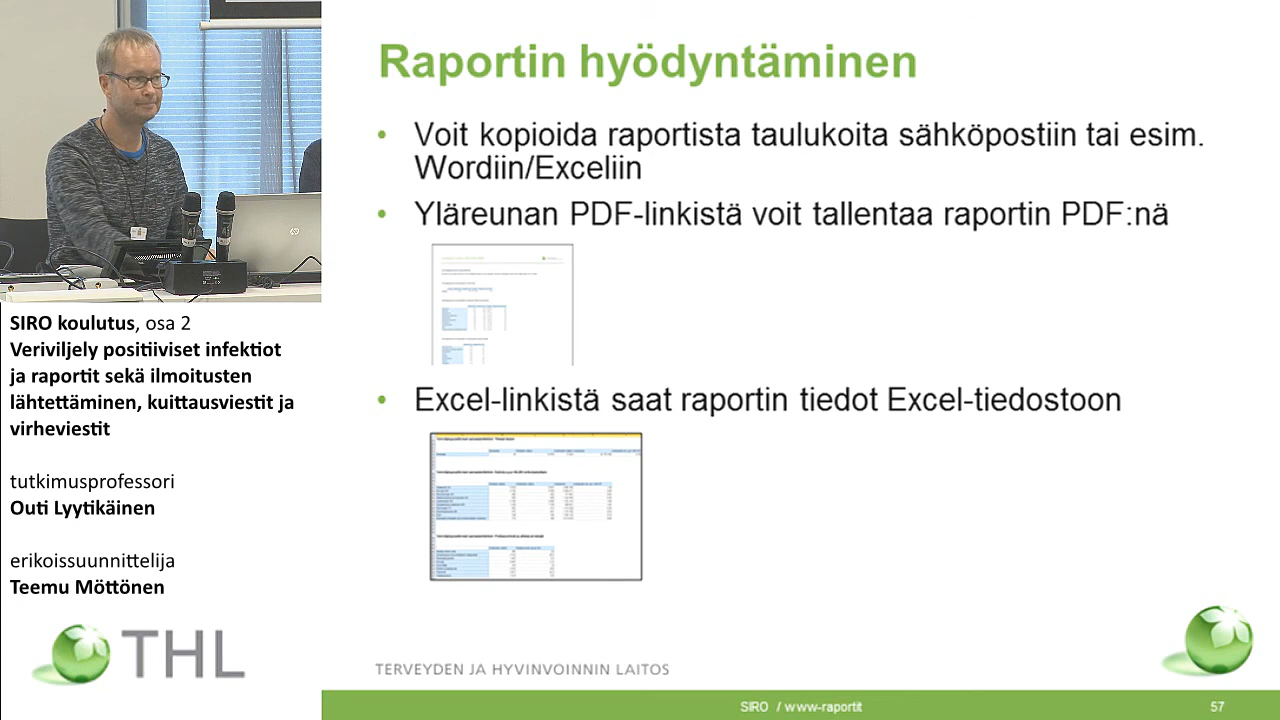 Raportin hyödyntäminen
• Voit kopioida raportista taulukoita sähköpostiin tai esim.
Wordiin/Exceliin
• Yläreunan PDF-linkistä voit tallentaa raportin PDF:nä
• Excel-linkistä saat raportin tiedot Excel-tiedostoon
SIRO koulutus, osa 2
Veriviljely positiiviset infektiot
ja raportit sekä ilmoitusten
lähtettäminen, kuittausviestit ja
virheviestit
tutkimusprofessori
Outi Lyytikäinen
erikoissuunnittelija
Teemu Möttönen
THL
TERVEYDEN JA HYVINVOINNIN LAITOS
SIRO / www-raportit
57